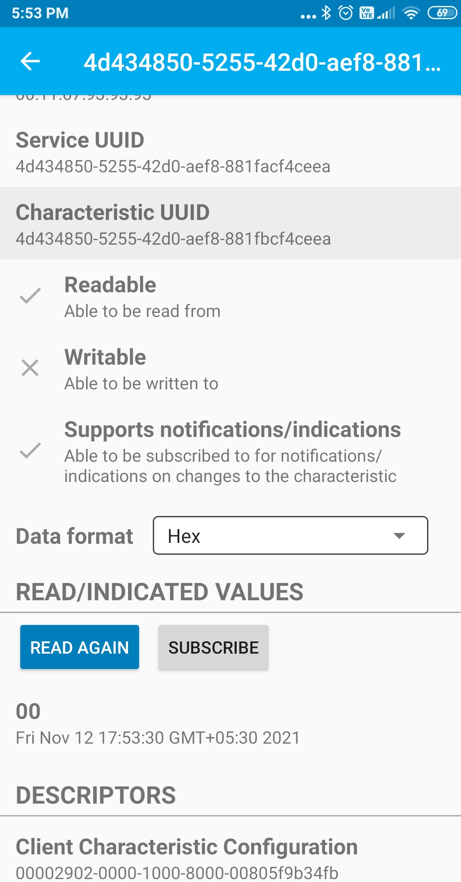 5:53 PM
69
4d434850-5255-42d0-aef8-881...
Service UUID
4d434850-5255-42d0-aef8-881facf4ceea
Characteristic UUID
4d434850-5255-42d0-aef8-881fbcf4ceea
Readable
Able to be read from
Writable
Able to be written to
Supports notifications/indications
Able to be subscribed to for notifications/
indications on changes to the characteristic
Data format
Hex
READ/INDICATED VALUES
READ AGAIN
SUBSCRIBE
00
Fri Nov 12 17:53:30 GMT+05:30 2021
DESCRIPTORS
Client Characteristic Configuration
00002902-0000-1000-8000-00805f9b34fb